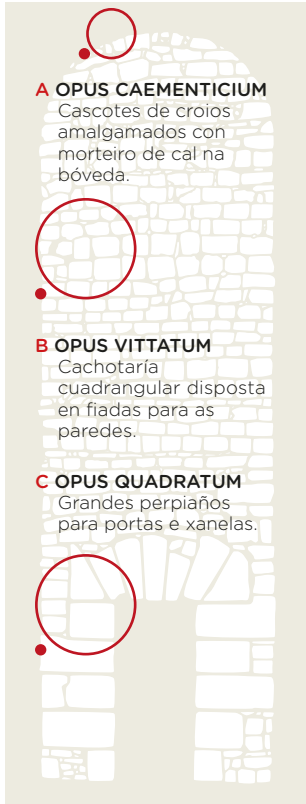 A OPUS CAEMENTICIUM
Cascotes de croios
amalgamados con
morteiro de cal na
bóveda.
B OPUS VITTATUM
Cachotaría
cuadrangular disposta
en fiadas para as
paredes.
C OPUS QUADRATUM
Grandes perpiaños
para portas e xanelas.